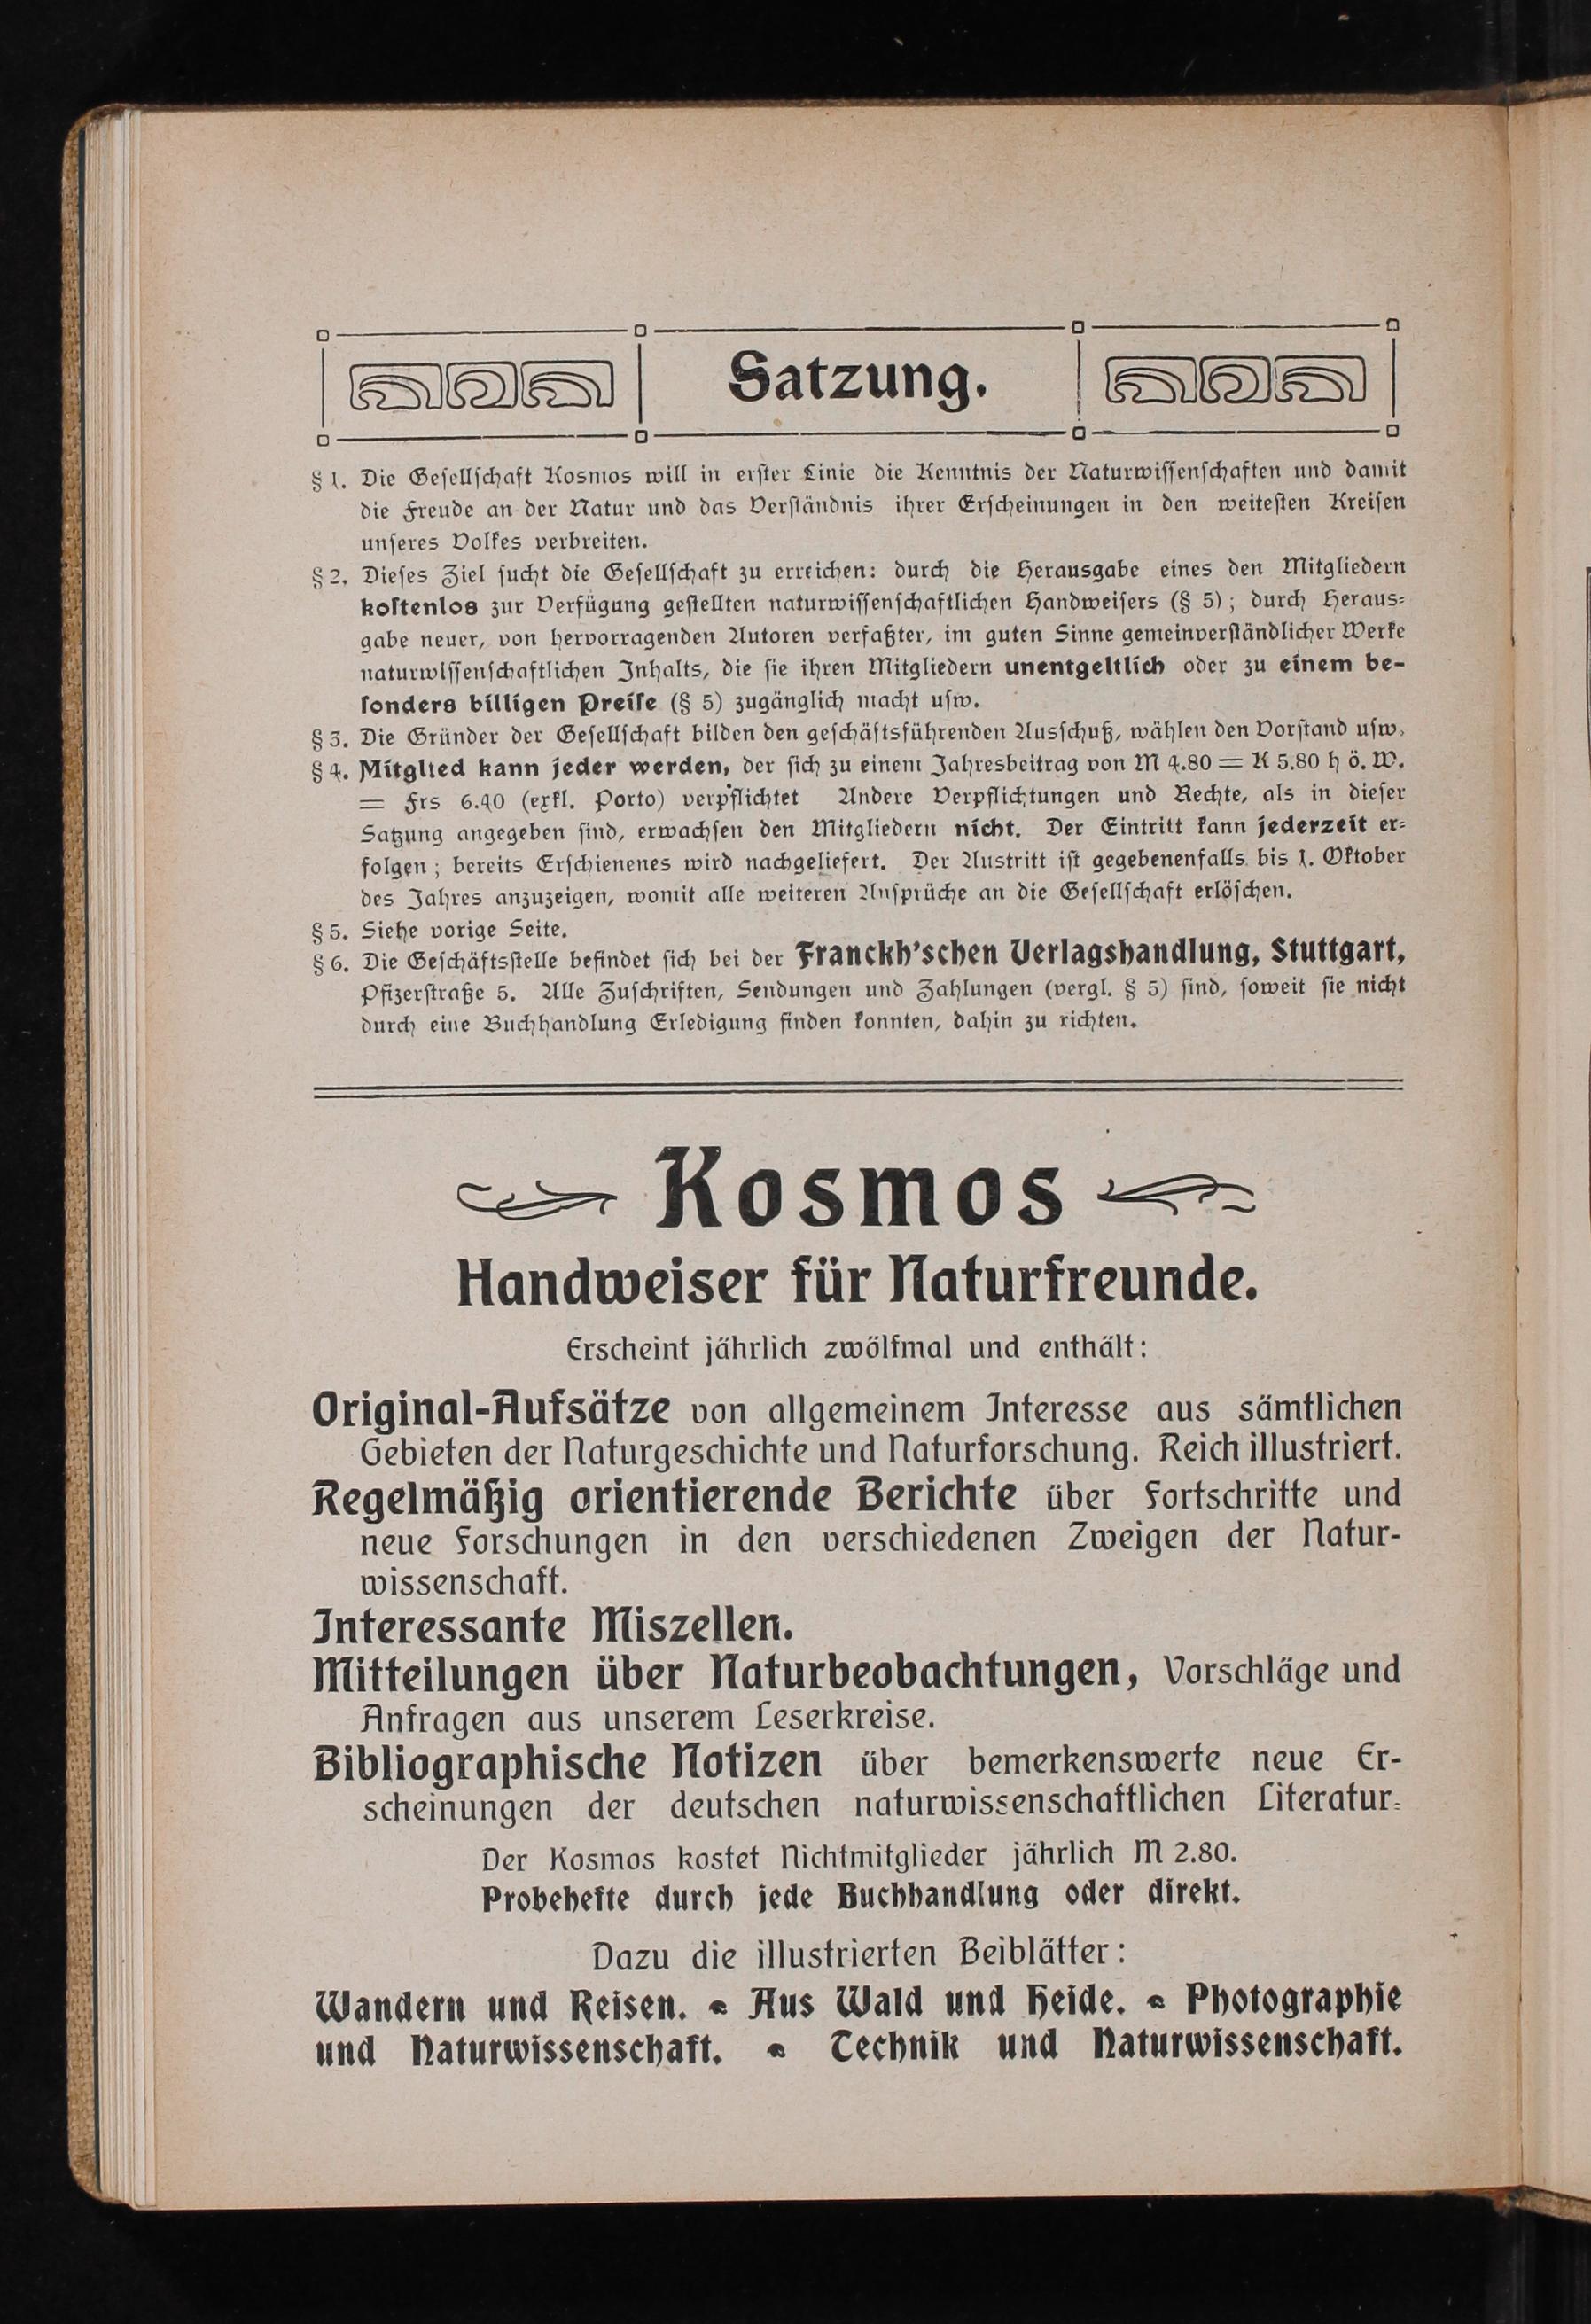 Satzung.
§ 1. Die Geſellſchaft Kosmos will in erſter Linie die Kenntnis der Naturwiſſenſchaften und damit
die Freude an der Natur und das Verſtändnis ihrer Erſcheinungen in den weiteſten Kreiſen
unſeres Volkes verbreiten.
§ 2. Dieſes Ziel ſucht die Geſellſchaft zu erreichen: durch die Herausgabe eines den Mitgliedern
koſtenlos zur Verfügung geſtellten naturwiſſenſchaftlichen Handweiſers (§ 5); durch Heraus-
gabe neuer, von hervorragenden Autoren verfaßter, im guten Sinne gemeinverſtändlicher Werke
naturwiſſenſchaftlichen Inhalts, die ſie ihren Mitgliedern unentgeltlich oder zu einem be-
ſonders billigen Preiſe (§ 5) zugänglich macht uſw.
§ 3. Die Gründer der Geſellſchaft bilden den geſchäftsführenden Ausſchuß, wählen den Vorſtand uſw.
§ 4. Mitglied kann jeder werden, der ſich zu einem Jahresbeitrag von M 4.80 = K 5.80 h ö. W.
= Frs 6.40 (exkl. Porto) verpflichtet Andere Verpflichtungen und Rechte, als in dieſer
Satzung angegeben ſind, erwachſen den Mitgliedern nicht. Der Eintritt kann jederzeit er-
folgen; bereits Erſchienenes wird nachgeliefert. Der Austritt iſt gegebenenfalls bis 1. Oktober
des Jahres anzuzeigen, womit alle weiteren Anſprüche an die Geſellſchaft erlöſchen.
§ 5. Siehe vorige Seite.
§ 6. Die Geſchäftsſtelle befindet ſich bei der Franckh'schen Verlagshandlung, Stuttgart,
Pfizerſtraße 5. Alle Zuſchriften, Sendungen und Zahlungen (vergl. § 5) ſind, ſoweit ſie nicht
durch eine Buchhandlung Erledigung finden konnten, dahin zu richten.
Kosmos
Handweiser für Naturfreunde.
Erscheint jährlich zwölfmal und enthält:
Original-Aufsätze von allgemeinem Interesse aus sämtlichen
Gebieten der Naturgeschichte und Naturforschung. Reich illustriert.
Regelmäßig orientierende Berichte über Fortschritte und
neue Forschungen in den verschiedenen Zweigen der Natur-
wissenschaft.
Interessante Miszellen.
Mitteilungen über Naturbeobachtungen, Vorschläge und
Anfragen aus unserem Leserkreise.
Bibliographische Notizen über bemerkenswerte neue Er-
scheinungen der deutschen naturwissenschaftlichen Literatur.
Der Kosmos kostet Nichtmitglieder jährlich M 2.80.
Probehefte durch jede Buchhandlung oder direkt.
Dazu die illustrierten Beiblätter:
Wandern und Reisen. • Aus Wald und Heide. • Photographie
und Naturwissenschaft. • Technik und Naturwissenschaft.